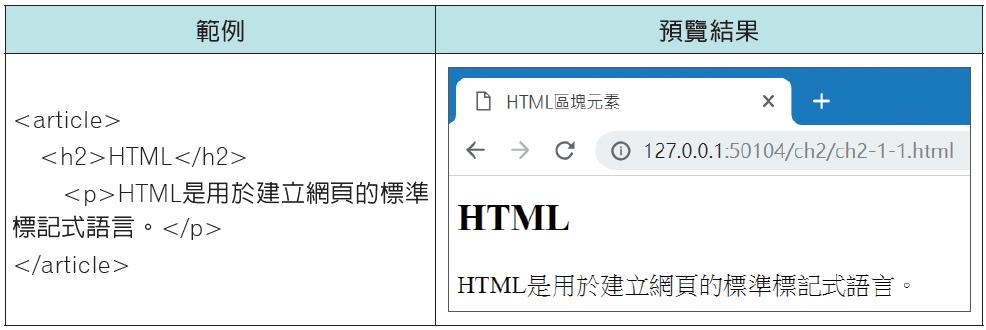 範例
預覽結果
<article>
<h2>HTML</h2>
<p>HTML是用於建立網頁的標準
標記式語言。</p>
</article>
HTML區塊元素
127.0.0.1:50104/ch2/ch2-1-1.html
HTML
HTML是用於建立網頁的標準標記式語言。